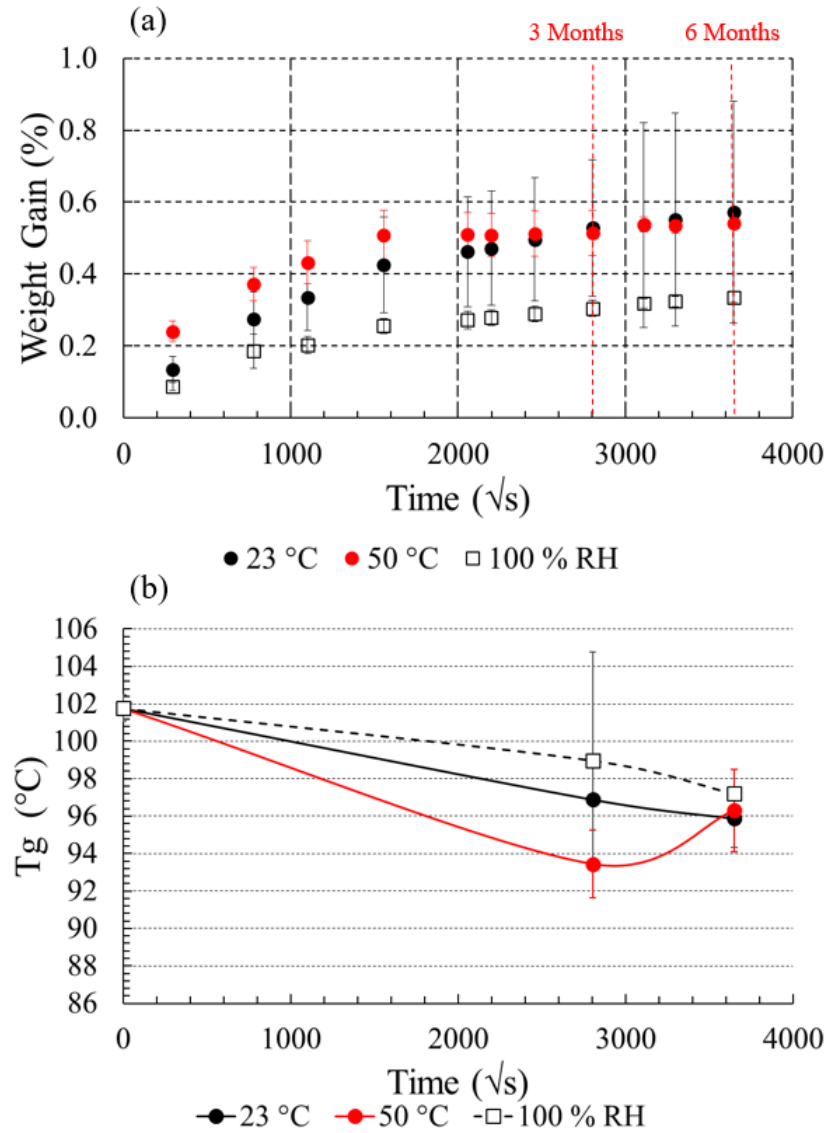 (a)
3 Months 6 Months
1.0
0.8
0.6
0.4
0.2
0.0
Weight Gain (%)
0 1000 2000 3000 4000
Time (√s)
23 °C 50 °C 100 % RH
(b)
106
104
102
100
98
96
94
92
90
88
86
Tg (°C)
0 1000 2000 3000 4000
Time (√s)
23 °C 50 °C 100 % RH